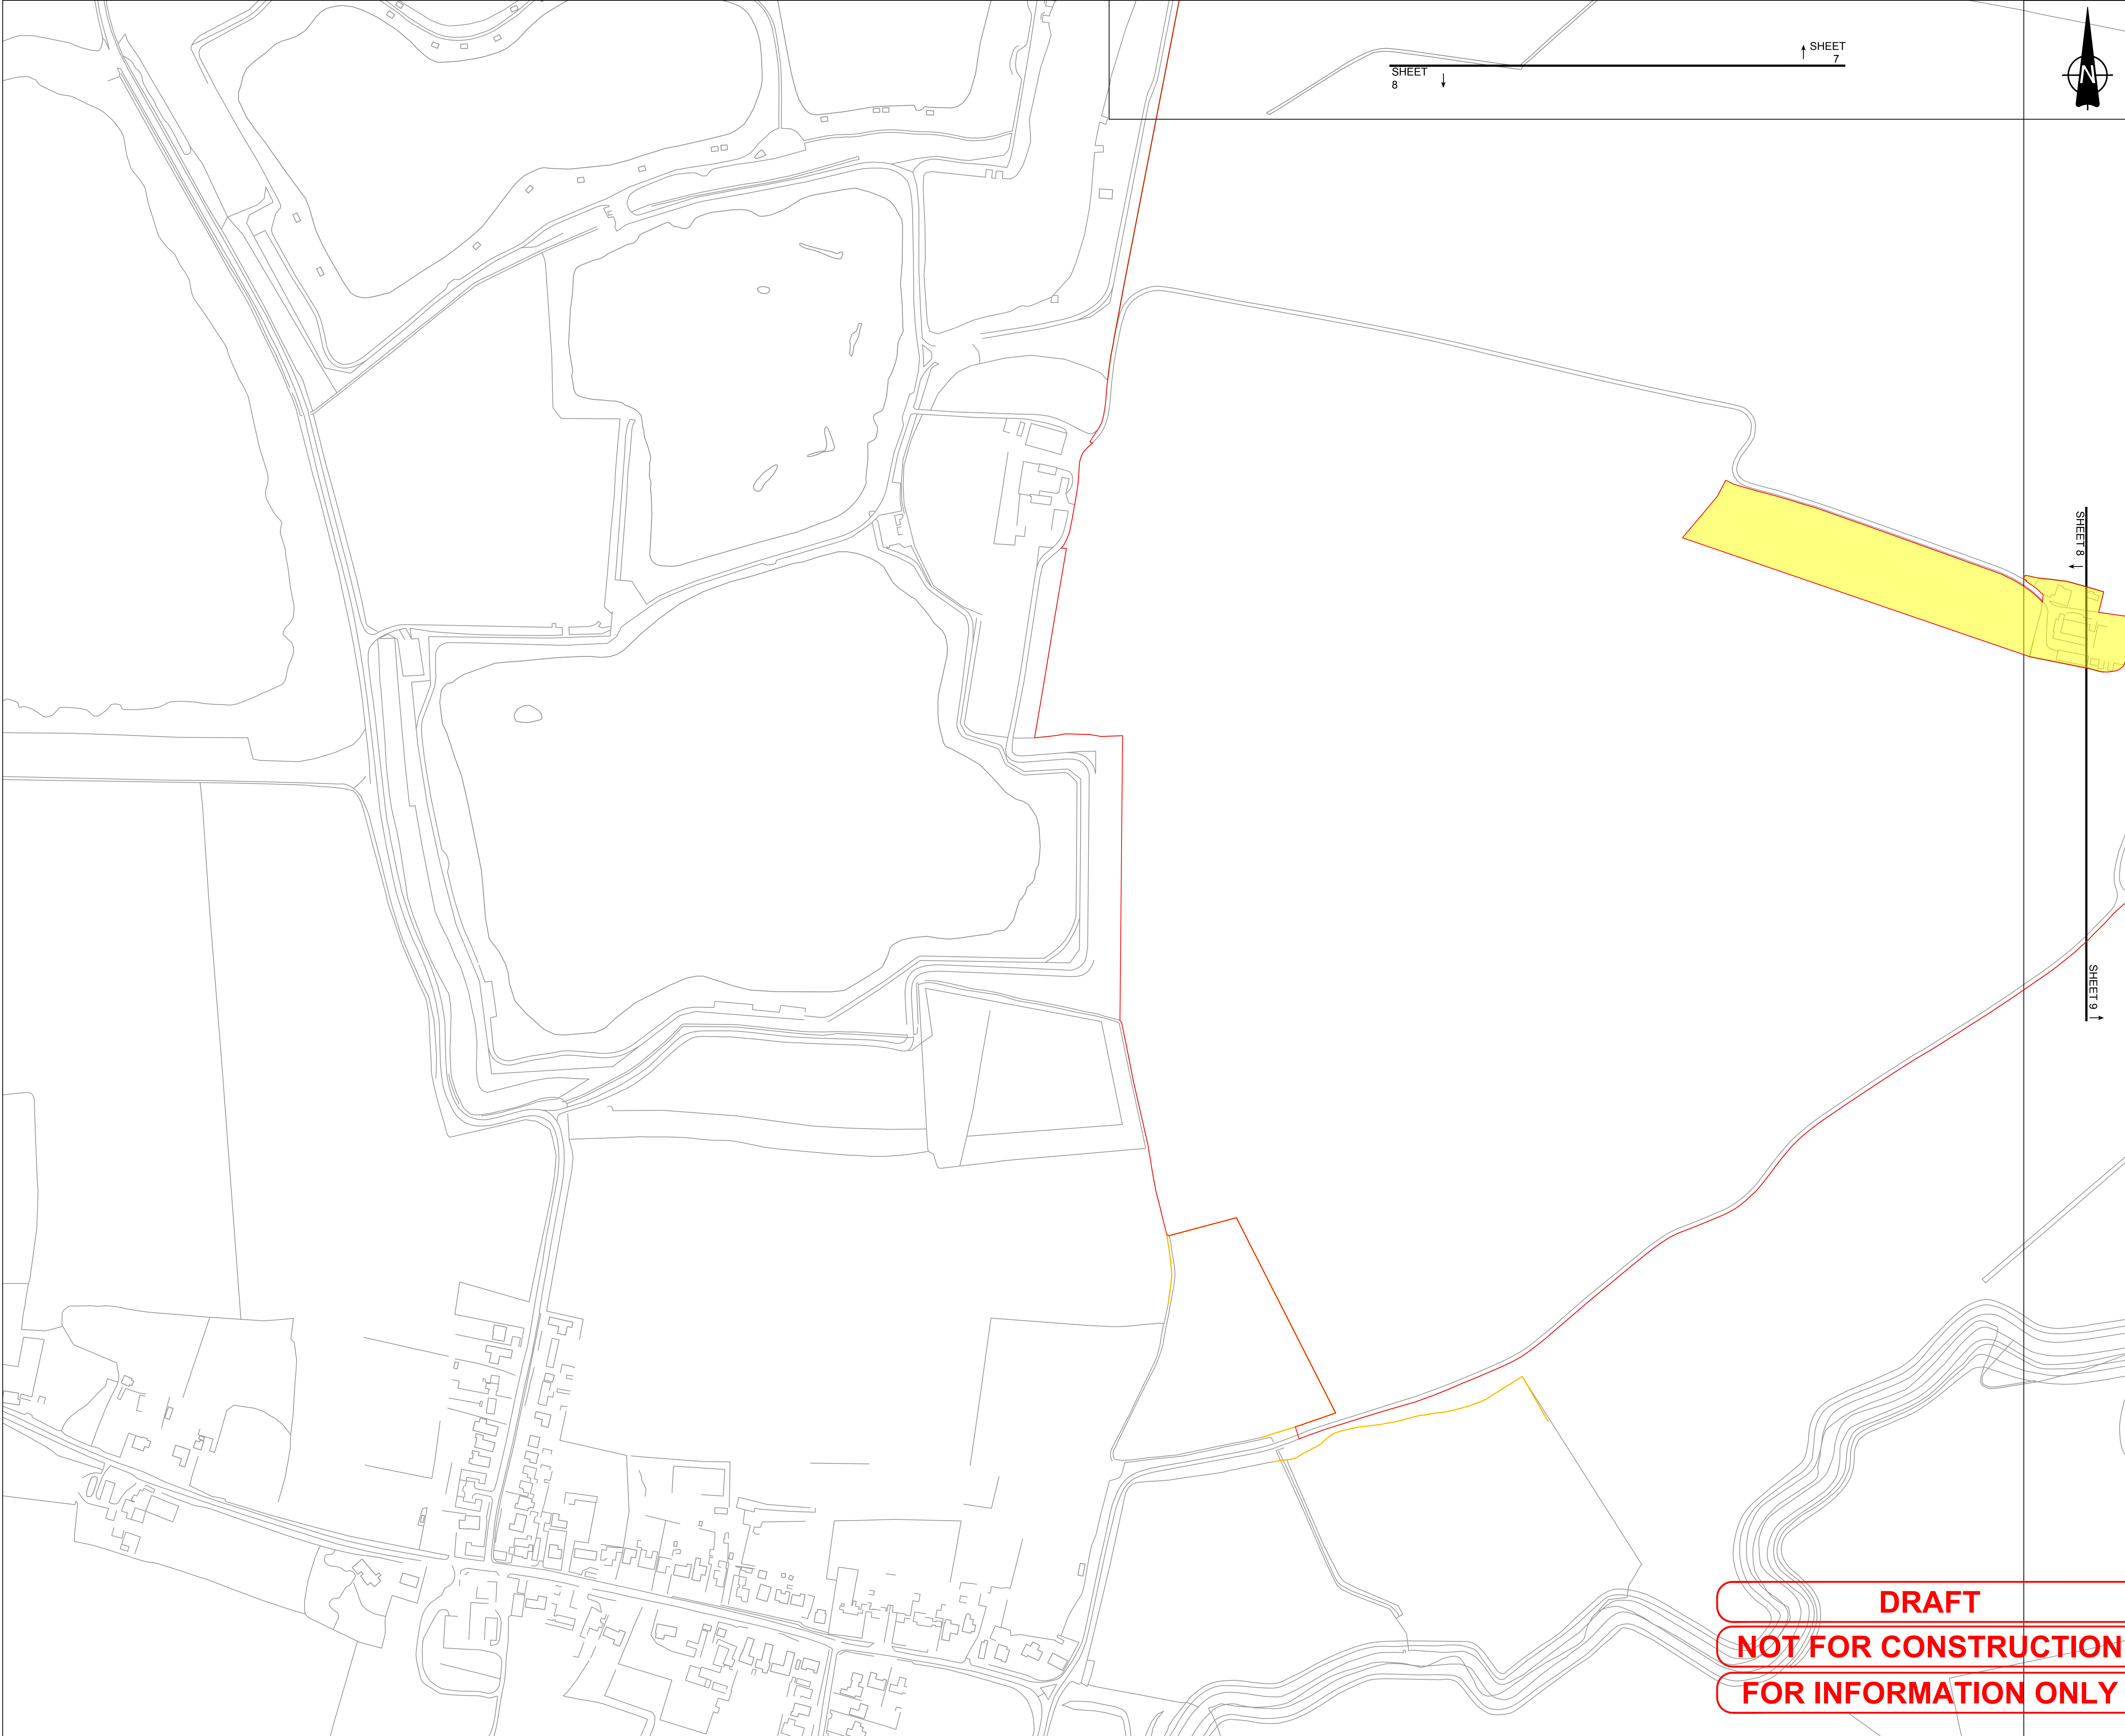 SHEET
7
SHEET
8
N
SHEET 8
SHEET 9
DRAFT
NOT FOR CONSTRUCTION
FOR INFORMATION ONLY